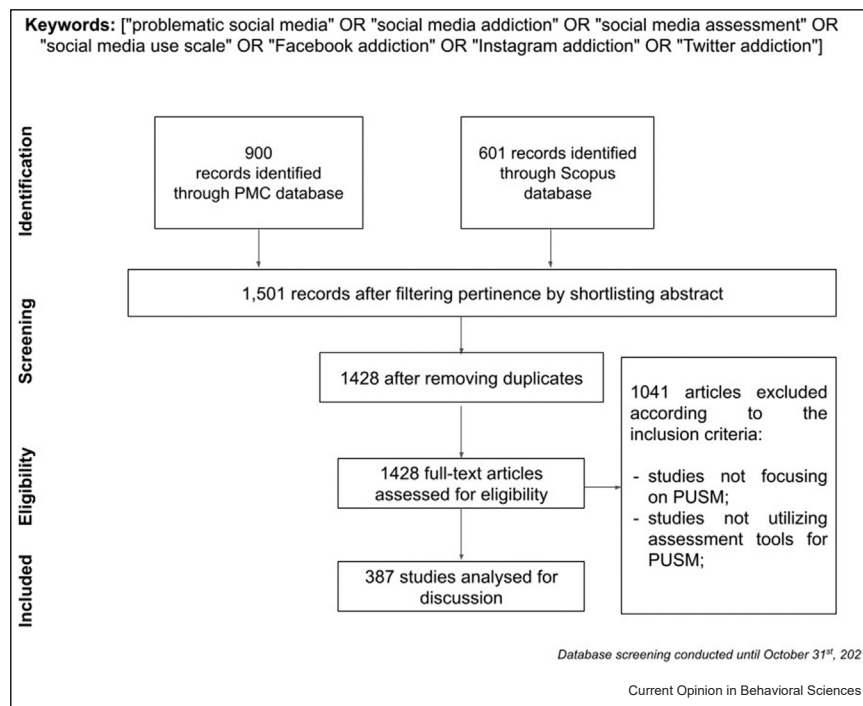 Keywords: ["problematic social media" OR "social media addiction" OR "social media assessment" OR
"social media use scale" OR "Facebook addiction" OR "Instagram addiction" OR "Twitter addiction"]
Identification
900
records identified
through PMC database
601 records identified
through Scopus
database
1,501 records after filtering pertinence by shortlisting abstract
Screening
1428 after removing duplicates
1041 articles excluded
according to the
inclusion criteria:
- studies not focusing
on PUSM;
- studies not utilizing
assessment tools for
PUSM;
Eligibility
1428 full-text articles
assessed for eligibility
Included
387 studies analysed for
discussion
Database screening conducted until October 31st, 202
Current Opinion in Behavioral Sciences